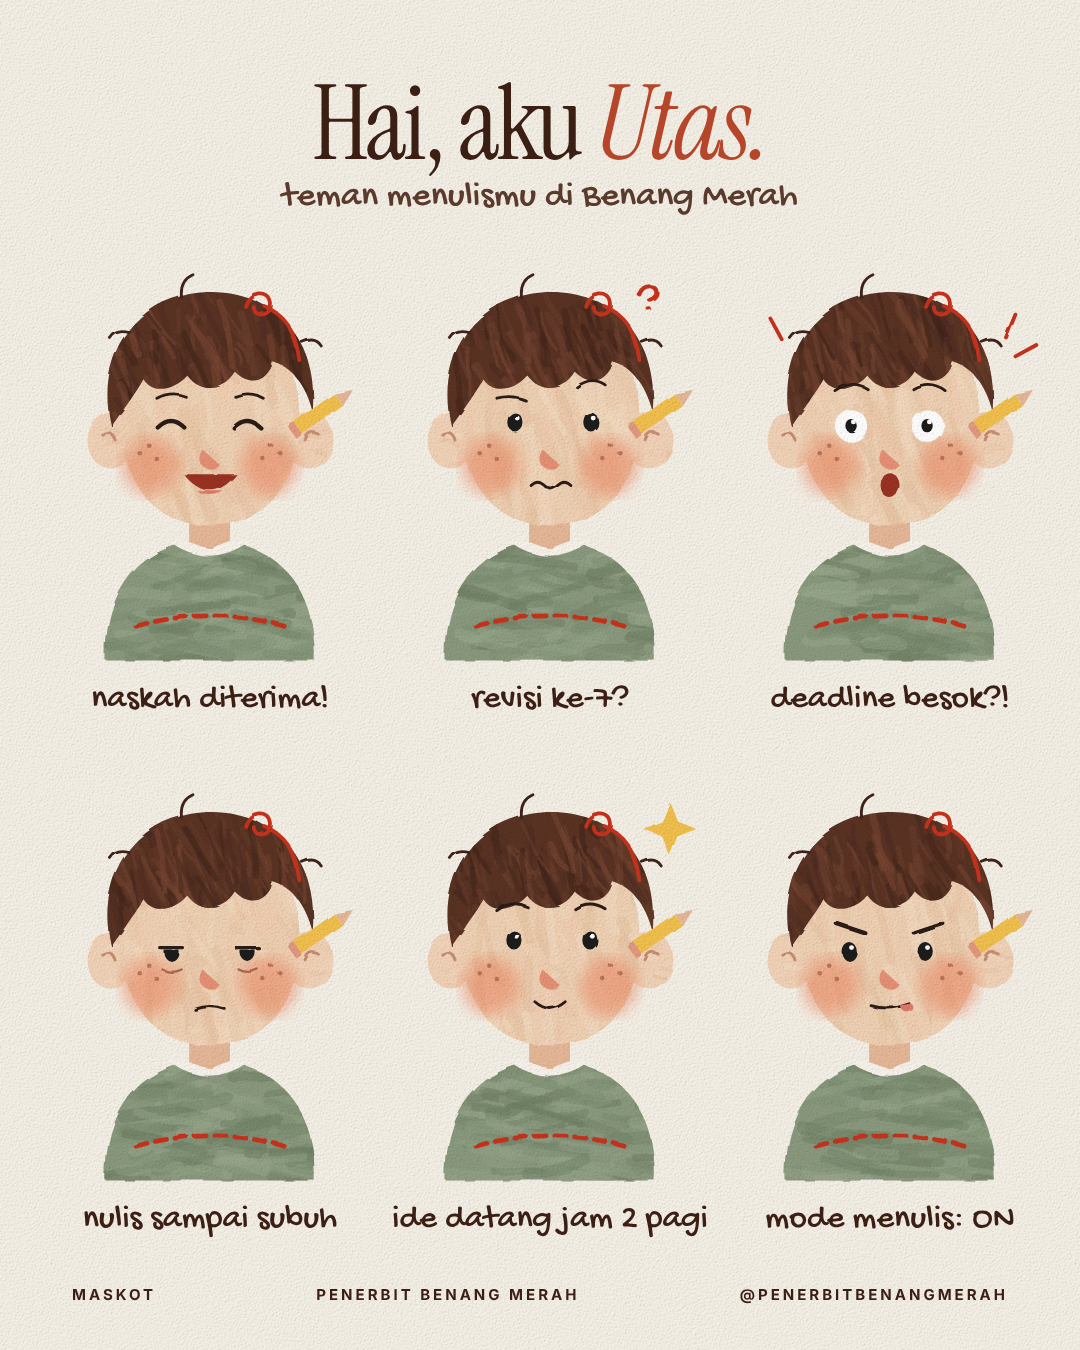 Hai, aku Utas.
teman menulismu di Benang Merah
?
naskah diterima!
revisi ke-7?
deadline besok?!
nulis sampai subuh
ide datang jam 2 pagi
mode menulis: ON
MASKOT
PENERBIT BENANG MERAH
@PENERBITBENANGMERAH